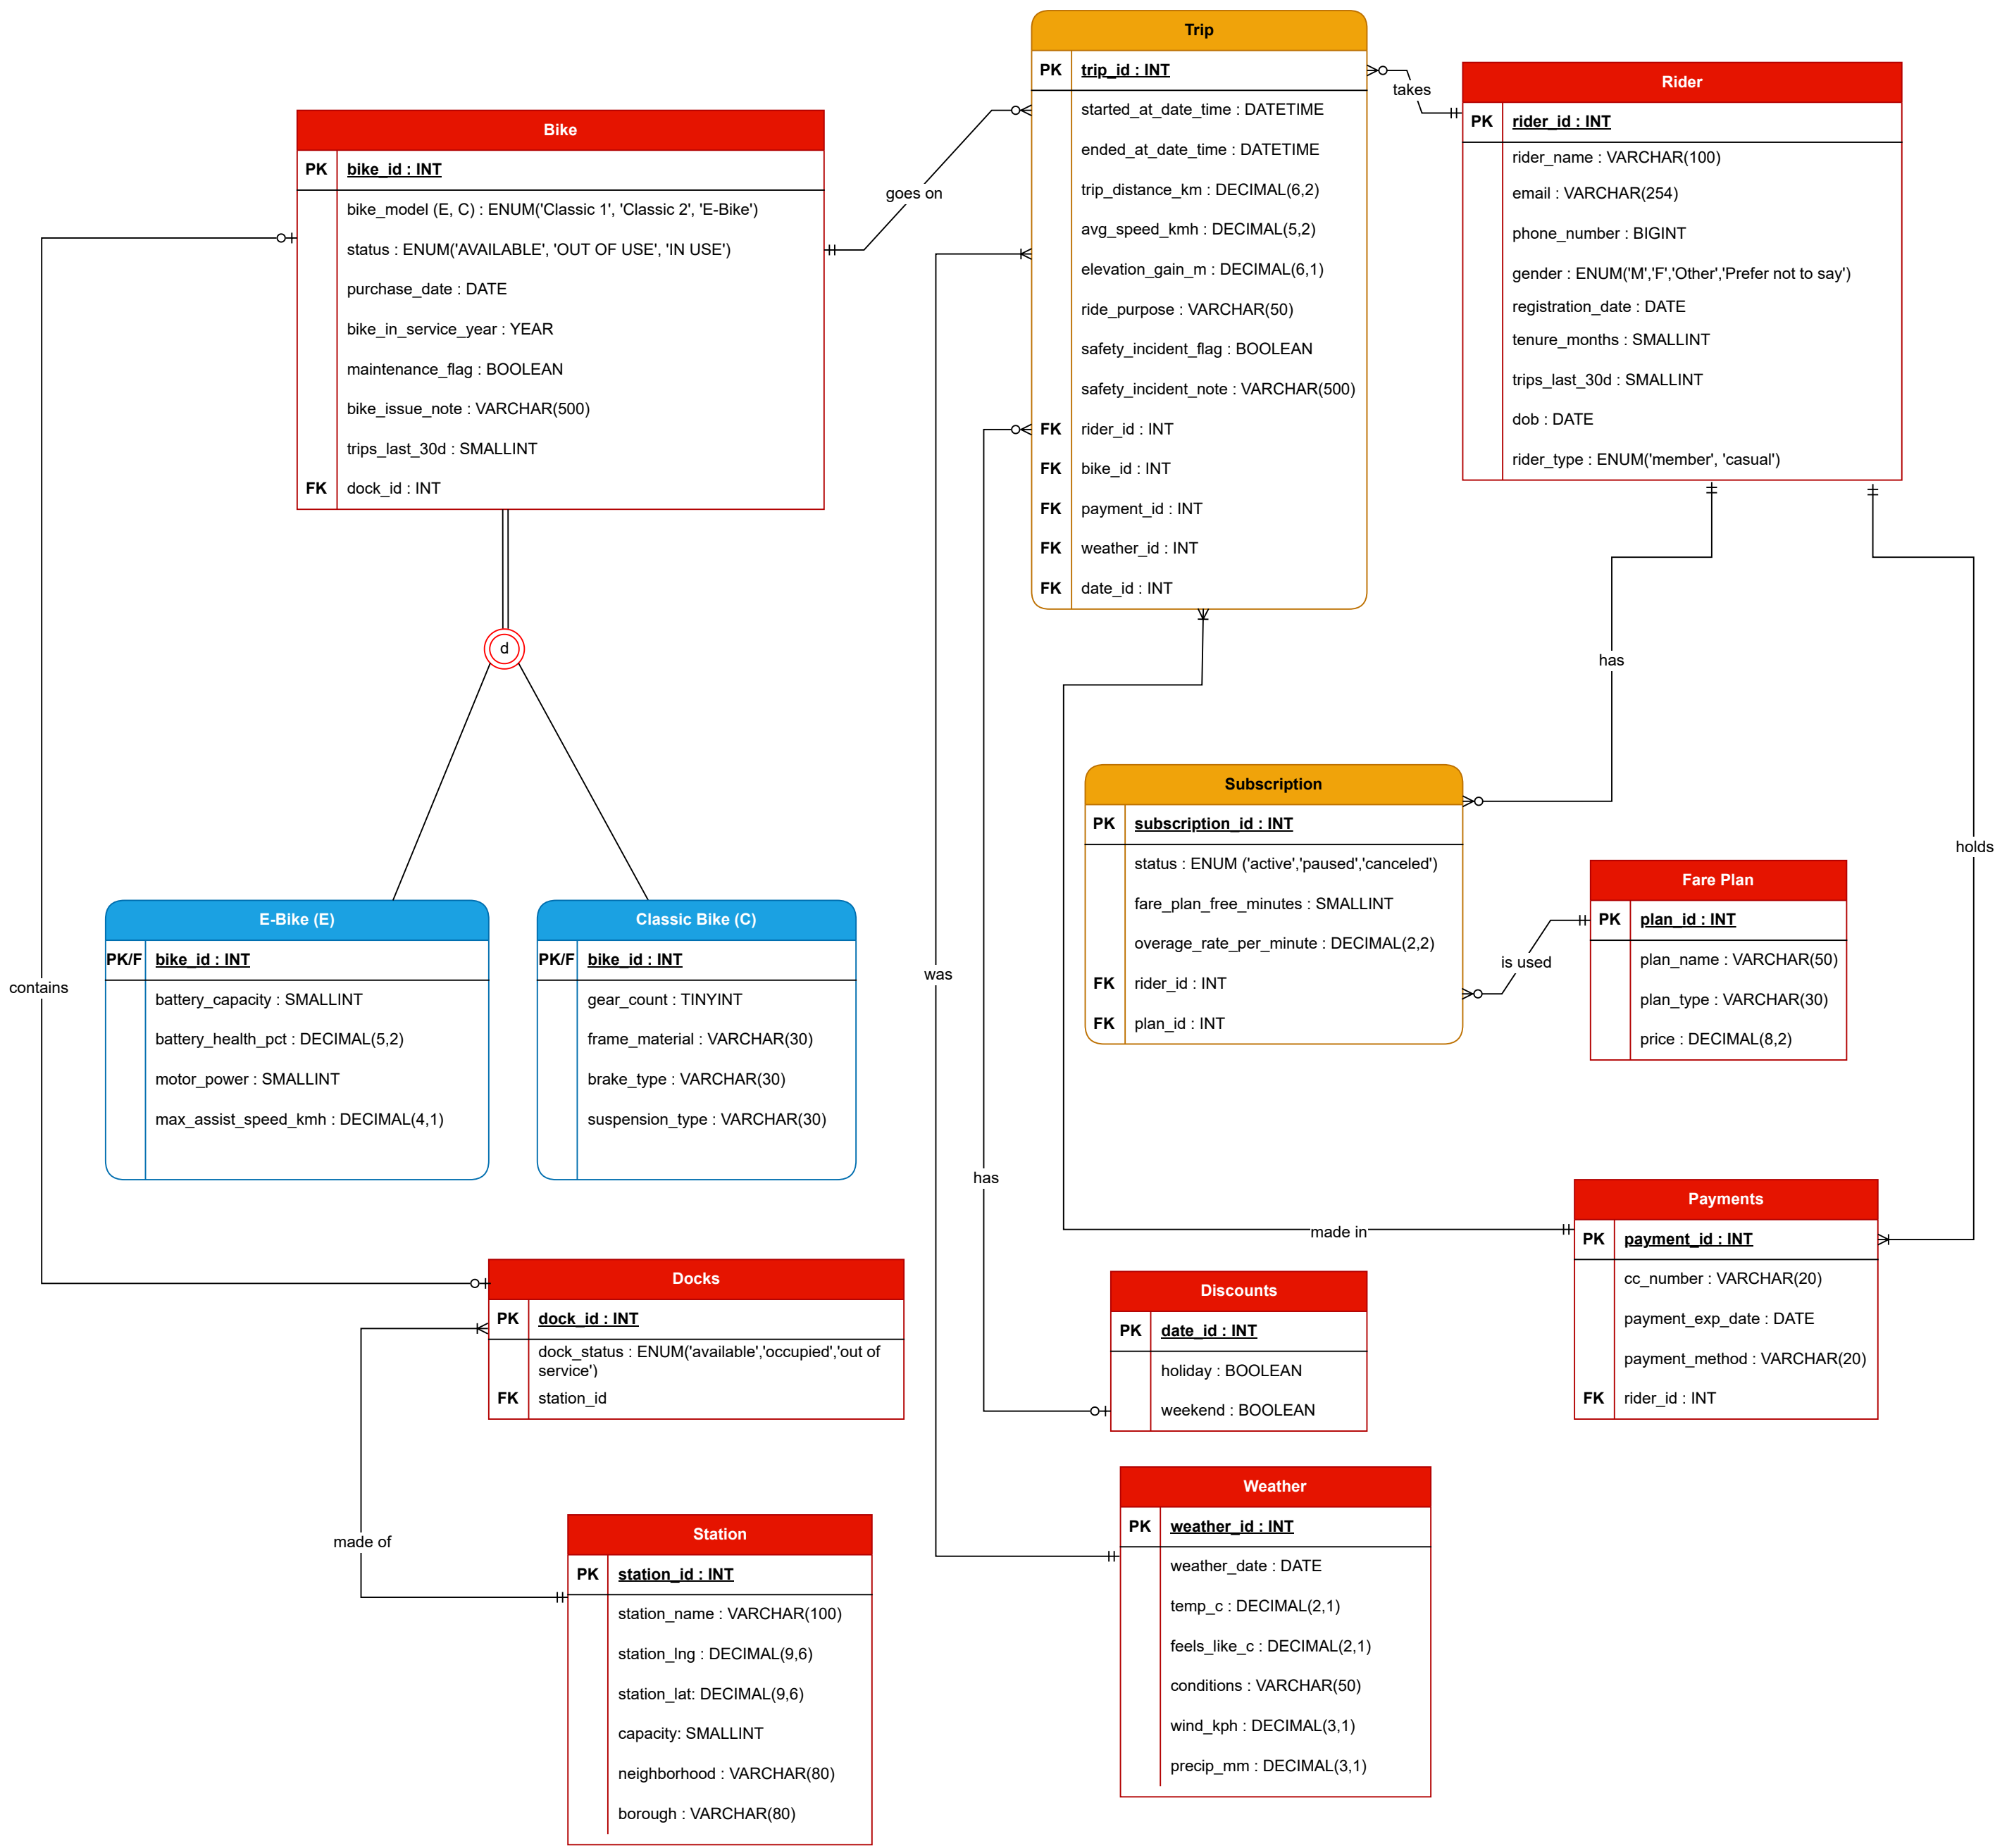 Trip
PK trip_id : INT
started_at_date_time : DATETIME
ended_at_date_time : DATETIME
trip_distance_km : DECIMAL(6,2)
avg_speed_kmh : DECIMAL(5,2)
elevation_gain_m : DECIMAL(6,1)
ride_purpose : VARCHAR(50)
safety_incident_flag : BOOLEAN
safety_incident_note : VARCHAR(500)
FK rider_id : INT
FK bike_id : INT
FK payment_id : INT
FK weather_id : INT
FK date_id : INT
takes
Rider
PK rider_id : INT
rider_name : VARCHAR(100)
email : VARCHAR(254)
phone_number : BIGINT
gender : ENUM('M','F','Other','Prefer not to say')
registration_date : DATE
tenure_months : SMALLINT
trips_last_30d : SMALLINT
dob : DATE
rider_type : ENUM('member', 'casual')
Bike
PK bike_id : INT
bike_model (E, C) : ENUM('Classic 1', 'Classic 2', 'E-Bike')
status : ENUM('AVAILABLE', 'OUT OF USE', 'IN USE')
purchase_date : DATE
bike_in_service_year : YEAR
maintenance_flag : BOOLEAN
bike_issue_note : VARCHAR(500)
trips_last_30d : SMALLINT
FK dock_id : INT
goes on
d
has
Subscription
PK subscription_id : INT
status : ENUM ('active','paused','canceled')
fare_plan_free_minutes : SMALLINT
overage_rate_per_minute : DECIMAL(2,2)
FK rider_id : INT
FK plan_id : INT
holds
Fare Plan
PK plan_id : INT
plan_name : VARCHAR(50)
plan_type : VARCHAR(30)
price : DECIMAL(8,2)
is used
E-Bike (E)
PK/F bike_id : INT
battery_capacity : SMALLINT
battery_health_pct : DECIMAL(5,2)
motor_power : SMALLINT
max_assist_speed_kmh : DECIMAL(4,1)
Classic Bike (C)
PK/F bike_id : INT
gear_count : TINYINT
frame_material : VARCHAR(30)
brake_type : VARCHAR(30)
suspension_type : VARCHAR(30)
was
contains
has
made in
Payments
PK payment_id : INT
cc_number : VARCHAR(20)
payment_exp_date : DATE
payment_method : VARCHAR(20)
FK rider_id : INT
Docks
PK dock_id : INT
dock_status : ENUM('available','occupied','out of
service')
FK station_id
Discounts
PK date_id : INT
holiday : BOOLEAN
weekend : BOOLEAN
made of
Station
PK station_id : INT
station_name : VARCHAR(100)
station_lng : DECIMAL(9,6)
station_lat: DECIMAL(9,6)
capacity: SMALLINT
neighborhood : VARCHAR(80)
borough : VARCHAR(80)
Weather
PK weather_id : INT
weather_date : DATE
temp_c : DECIMAL(2,1)
feels_like_c : DECIMAL(2,1)
conditions : VARCHAR(50)
wind_kph : DECIMAL(3,1)
precip_mm : DECIMAL(3,1)